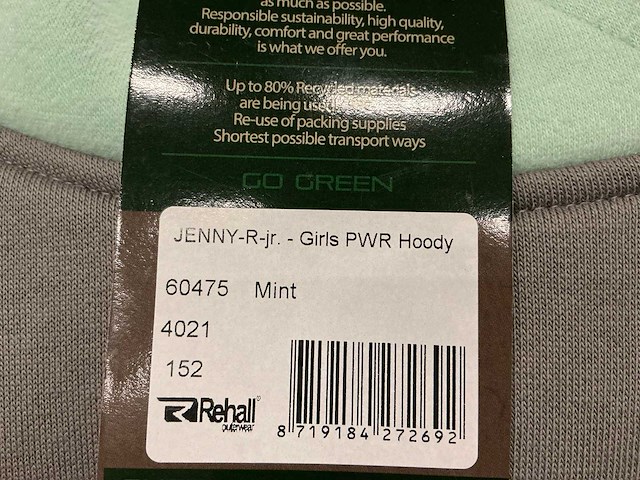 as much as possible.
Responsible sustainability, high quality,
durability, comfort and great performance
is what we offer you.
Up to 80% Recycled materials
are being used
Re-use of packing supplies
Shortest possible transport ways
GO GREEN
JENNY-R-jr. - Girls PWR Hoody
60475 Mint
4021
152
Rehall®
outerwear
8 719184 272692